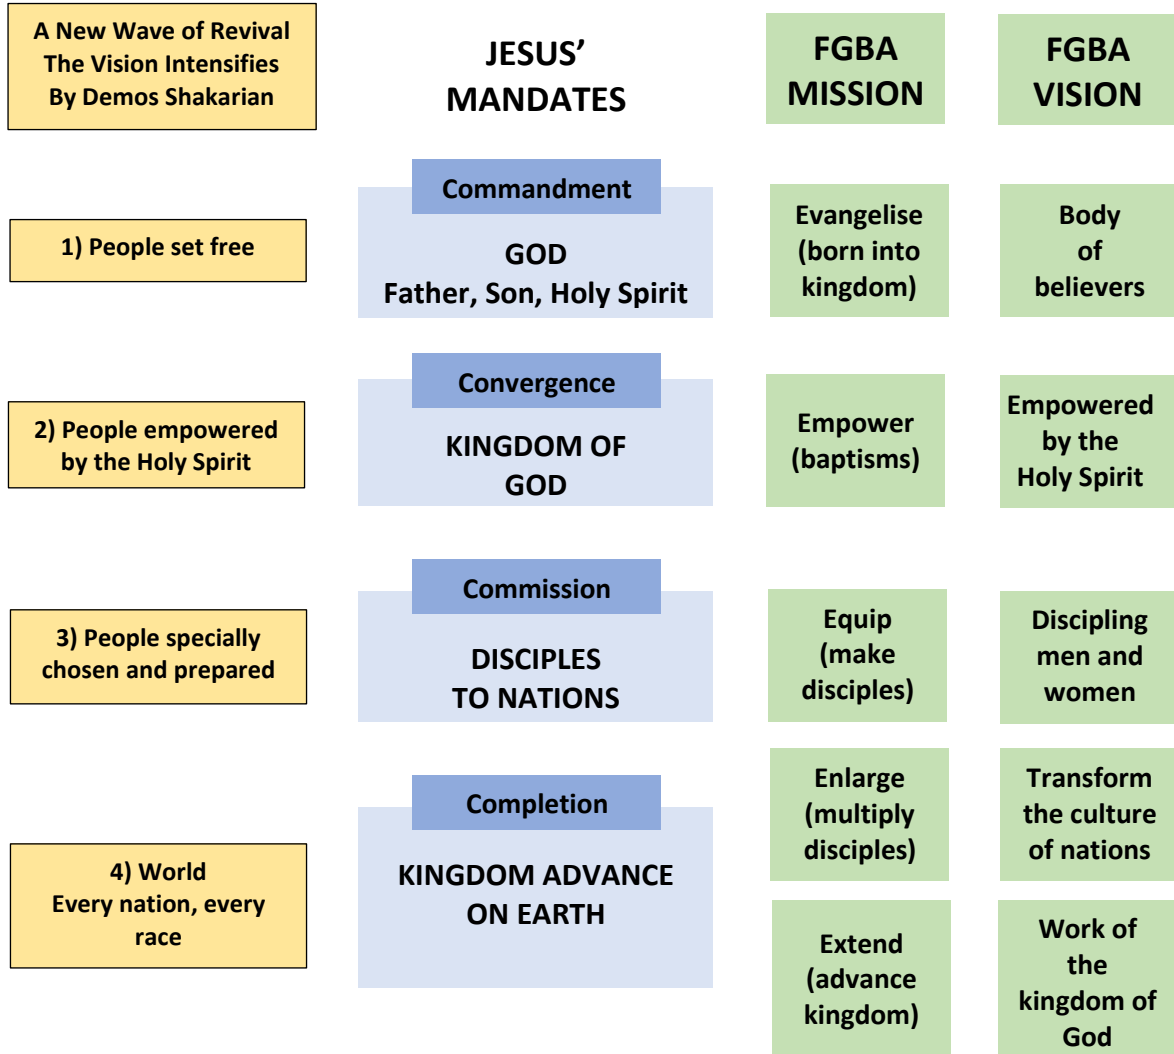 A New Wave of Revival
The Vision Intensifies
By Demos Shakarian
JESUS’
MANDATES
FGBA
MISSION
FGBA
VISION
1) People set free
Commandment
GOD
Father, Son, Holy Spirit
Evangelise
(born into
kingdom)
Body
of
believers
2) People empowered
by the Holy Spirit
Convergence
KINGDOM OF
GOD
Empower
(baptisms)
Empowered
by the
Holy Spirit
3) People specially
chosen and prepared
Commission
DISCIPLES
TO NATIONS
Equip
(make
disciples)
Discipling
men and
women
4) World
Every nation, every
race
Completion
KINGDOM ADVANCE
ON EARTH
Enlarge
(multiply
disciples)
Transform
the culture
of nations
Extend
(advance
kingdom)
Work of
the
kingdom of
God